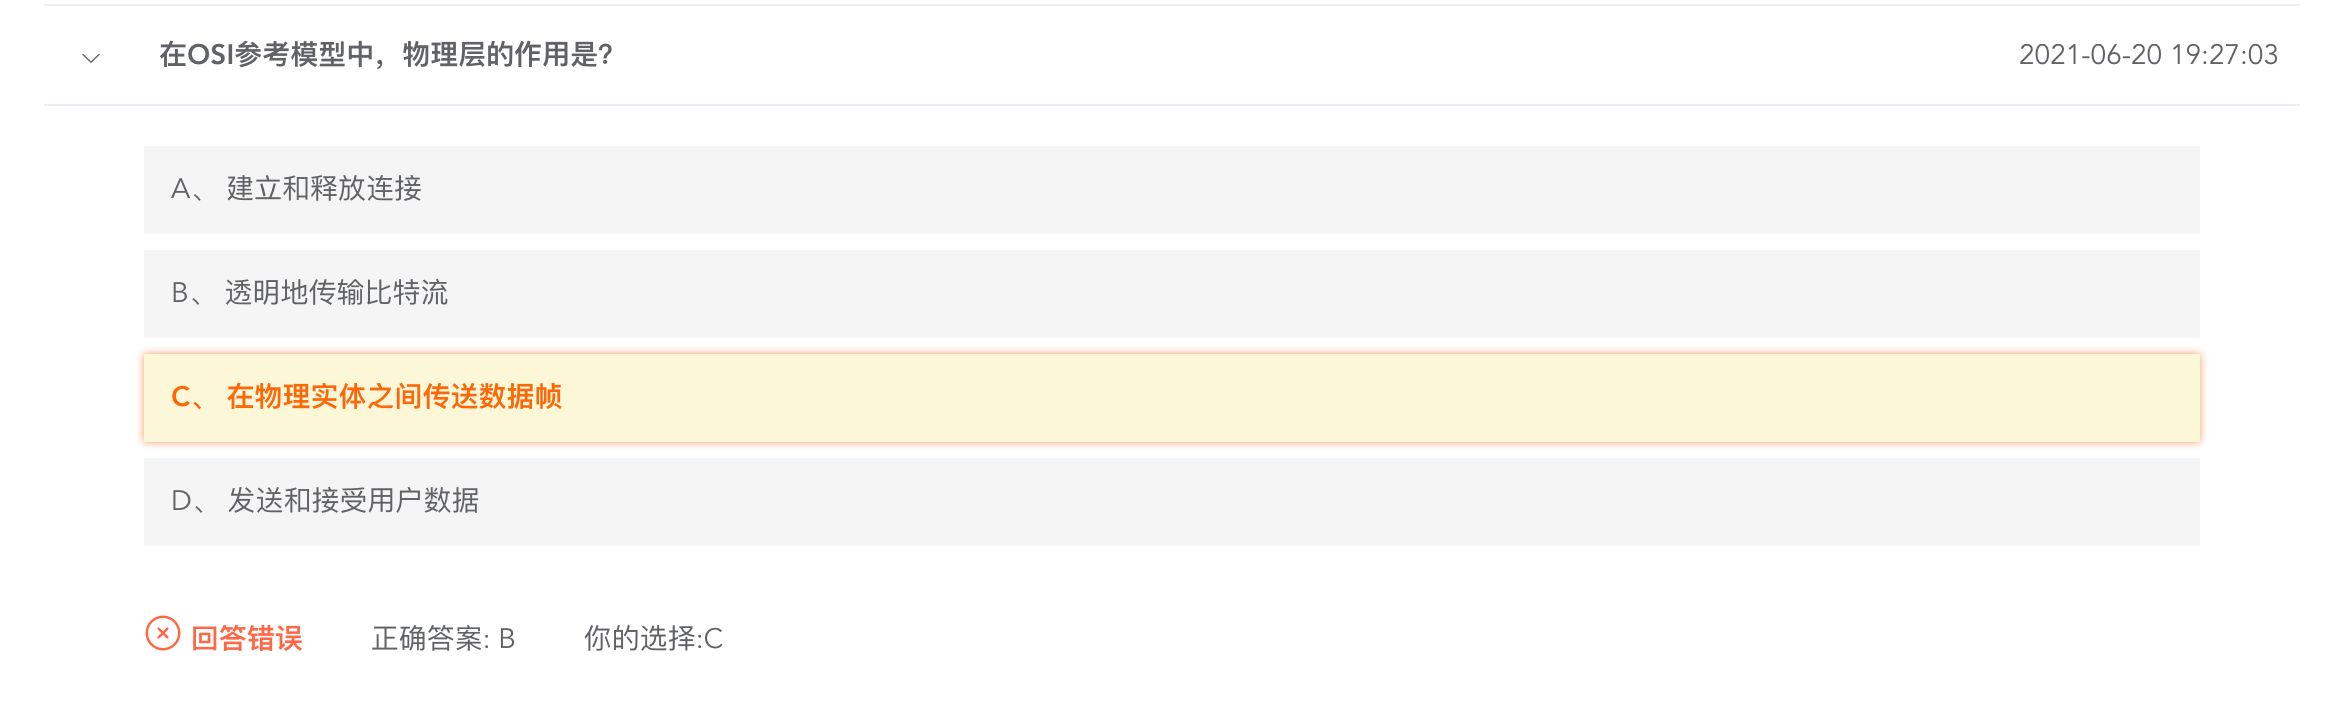 在OSI参考模型中，物理层的作用是?
2021-06-20 19:27:03
A、 建立和释放连接
B、 透明地传输比特流
C、 在物理实体之间传送数据帧
D、 发送和接受用户数据
回答错误 正确答案: B 你的选择:C